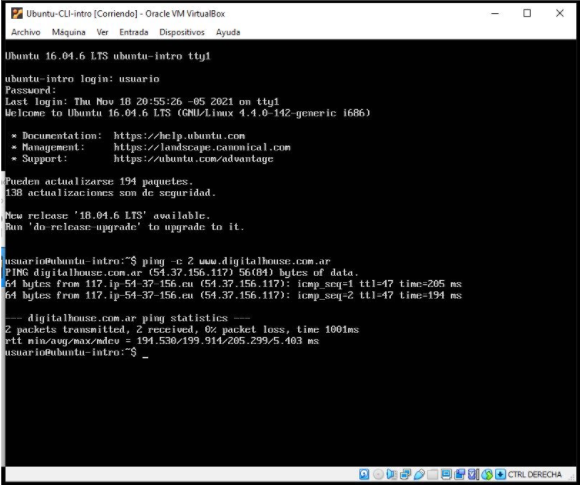 Ubuntu-CLI-intro [Corriendo] - Oracle VM VirtualBox
Archivo Máquina Ver Entrada Dispositivos Ayuda
Ubuntu 16.04.6 LTS ubuntu-intro tty1
ubuntu-intro login: usuario
Password:
Last login: Thu Nov 18 20:55:26 -05 2021 on tty1
Welcome to Ubuntu 16.04.6 LTS (GNU/Linux 4.4.0-142-generic i686)
* Documentation: https://help.ubuntu.com
* Management: https://landscape.canonical.com
* Support: https://ubuntu.com/advantage
Pueden actualizarse 194 paquetes.
138 actualizaciones son de seguridad.
New release '18.04.6 LTS' available.
Run 'do-release-upgrade' to upgrade to it.
usuario@ubuntu-intro:~$ ping -c 2 www.digitalhouse.com.ar
PING digitalhouse.com.ar (54.37.156.117) 56(84) bytes of data.
64 bytes from 117.ip-54-37-156.eu (54.37.156.117): icmp_seq=1 ttl=47 time=205 ms
64 bytes from 117.ip-54-37-156.eu (54.37.156.117): icmp_seq=2 ttl=47 time=194 ms
--- digitalhouse.com.ar ping statistics ---
2 packets transmitted, 2 received, 0% packet loss, time 1001ms
rtt min/avg/max/mdev = 194.530/199.914/205.299/5.403 ms
usuario@ubuntu-intro:~$ _
CTRL DERECHA